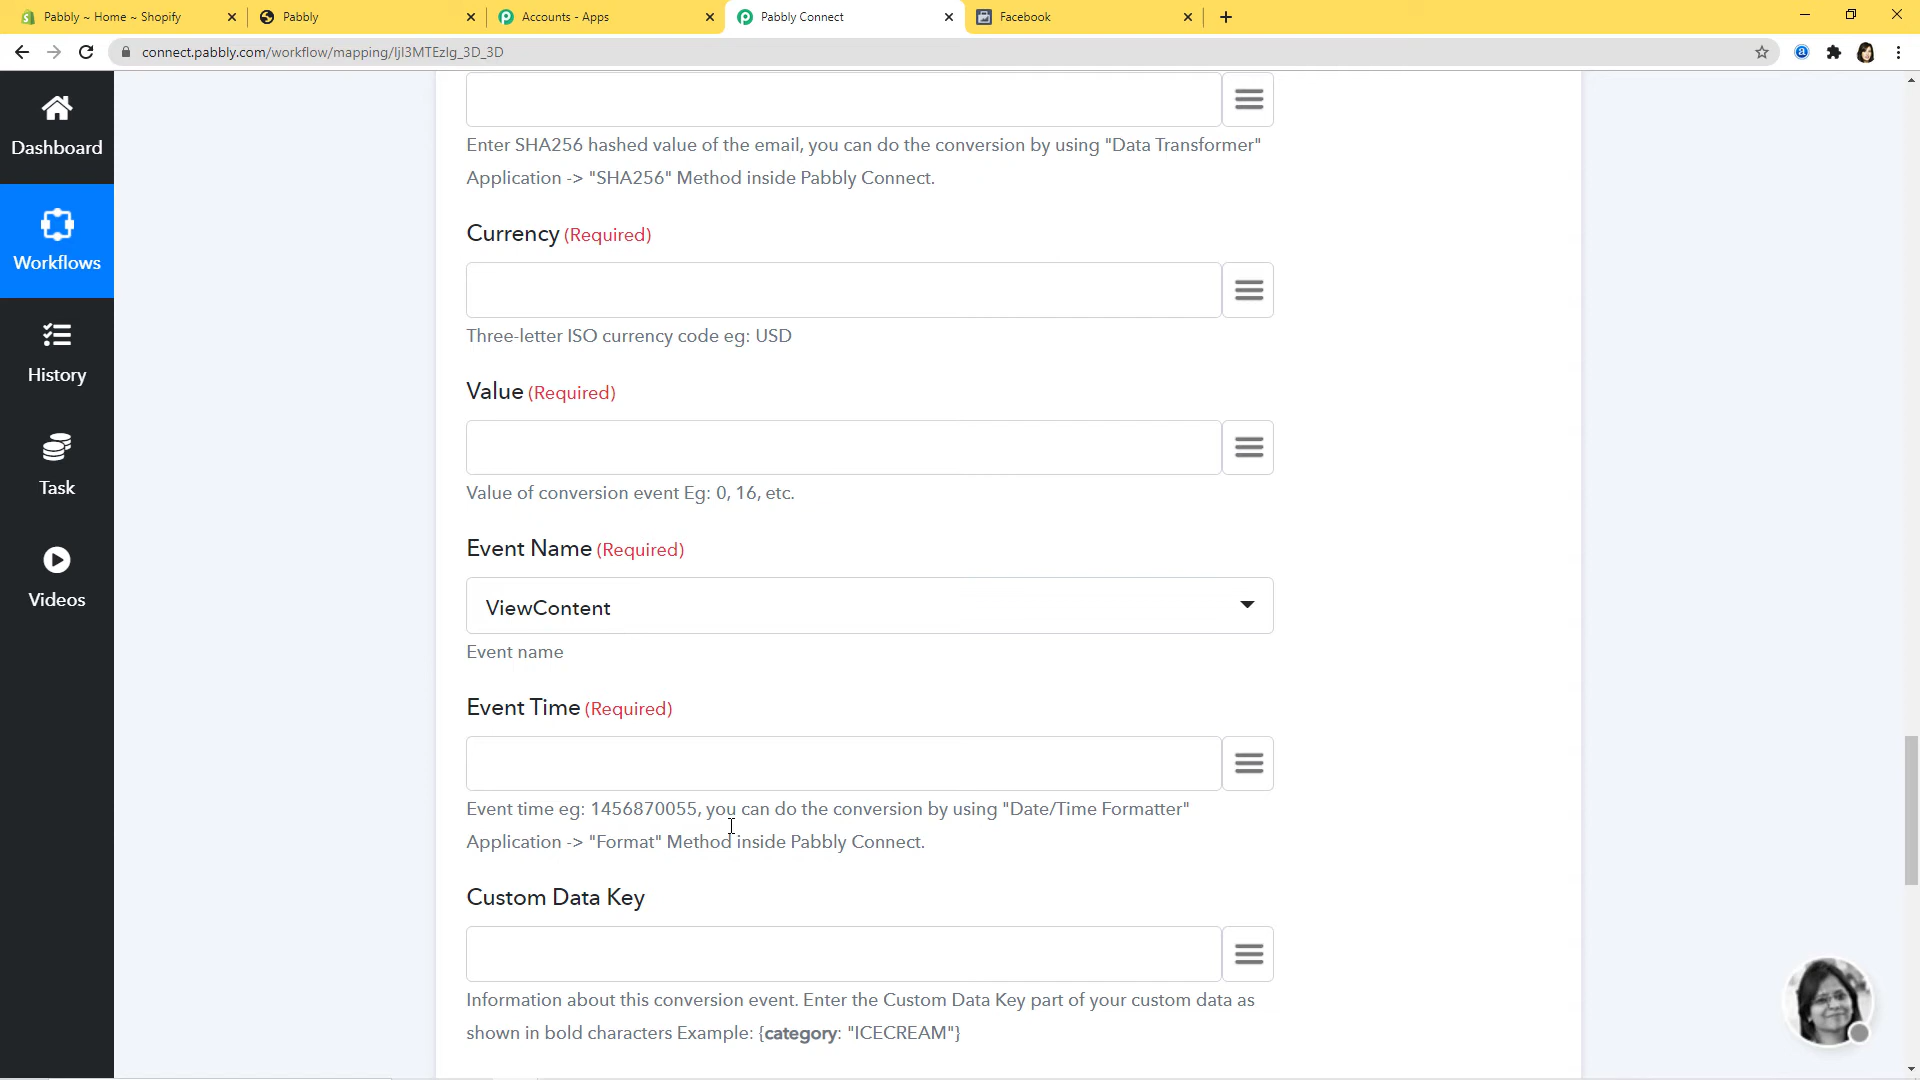 Pabbly ~ Home ~ Shopify
Pabbly
Accounts - Apps
Pabbly Connect
Facebook
connect.pabbly.com/workflow/mapping/IjI3MTEzIg_3D_3D
Dashboard
Workflows
History
Task
Videos
Enter SHA256 hashed value of the email, you can do the conversion by using "Data Transformer"
Application -> "SHA256" Method inside Pabbly Connect.
Currency (Required)
Three-letter ISO currency code eg: USD
Value (Required)
Value of conversion event Eg: 0, 16, etc.
Event Name (Required)
ViewContent
Event name
Event Time (Required)
Event time eg: 1456870055, you can do the conversion by using "Date/Time Formatter"
Application -> "Format" Method inside Pabbly Connect.
Custom Data Key
Information about this conversion event. Enter the Custom Data Key part of your custom data as
shown in bold characters Example: {category: "ICECREAM"}